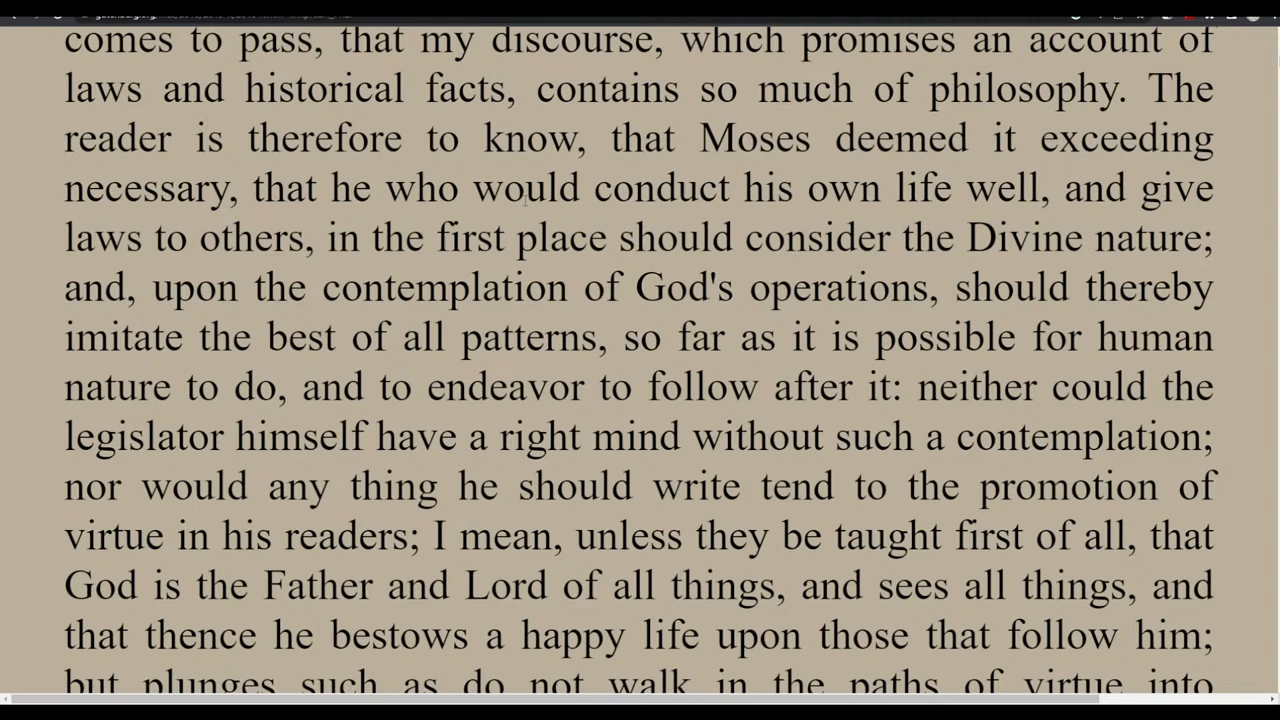 comes to pass, that my discourse, which promises an account of
laws and historical facts, contains so much of philosophy. The
reader is therefore to know, that Moses deemed it exceeding
necessary, that he who would conduct his own life well, and give
laws to others, in the first place should consider the Divine nature;
and, upon the contemplation of God's operations, should thereby
imitate the best of all patterns, so far as it is possible for human
nature to do, and to endeavor to follow after it: neither could the
legislator himself have a right mind without such a contemplation;
nor would any thing he should write tend to the promotion of
virtue in his readers; I mean, unless they be taught first of all, that
God is the Father and Lord of all things, and sees all things, and
that thence he bestows a happy life upon those that follow him;
but plunges such as do not walk in the paths of virtue into